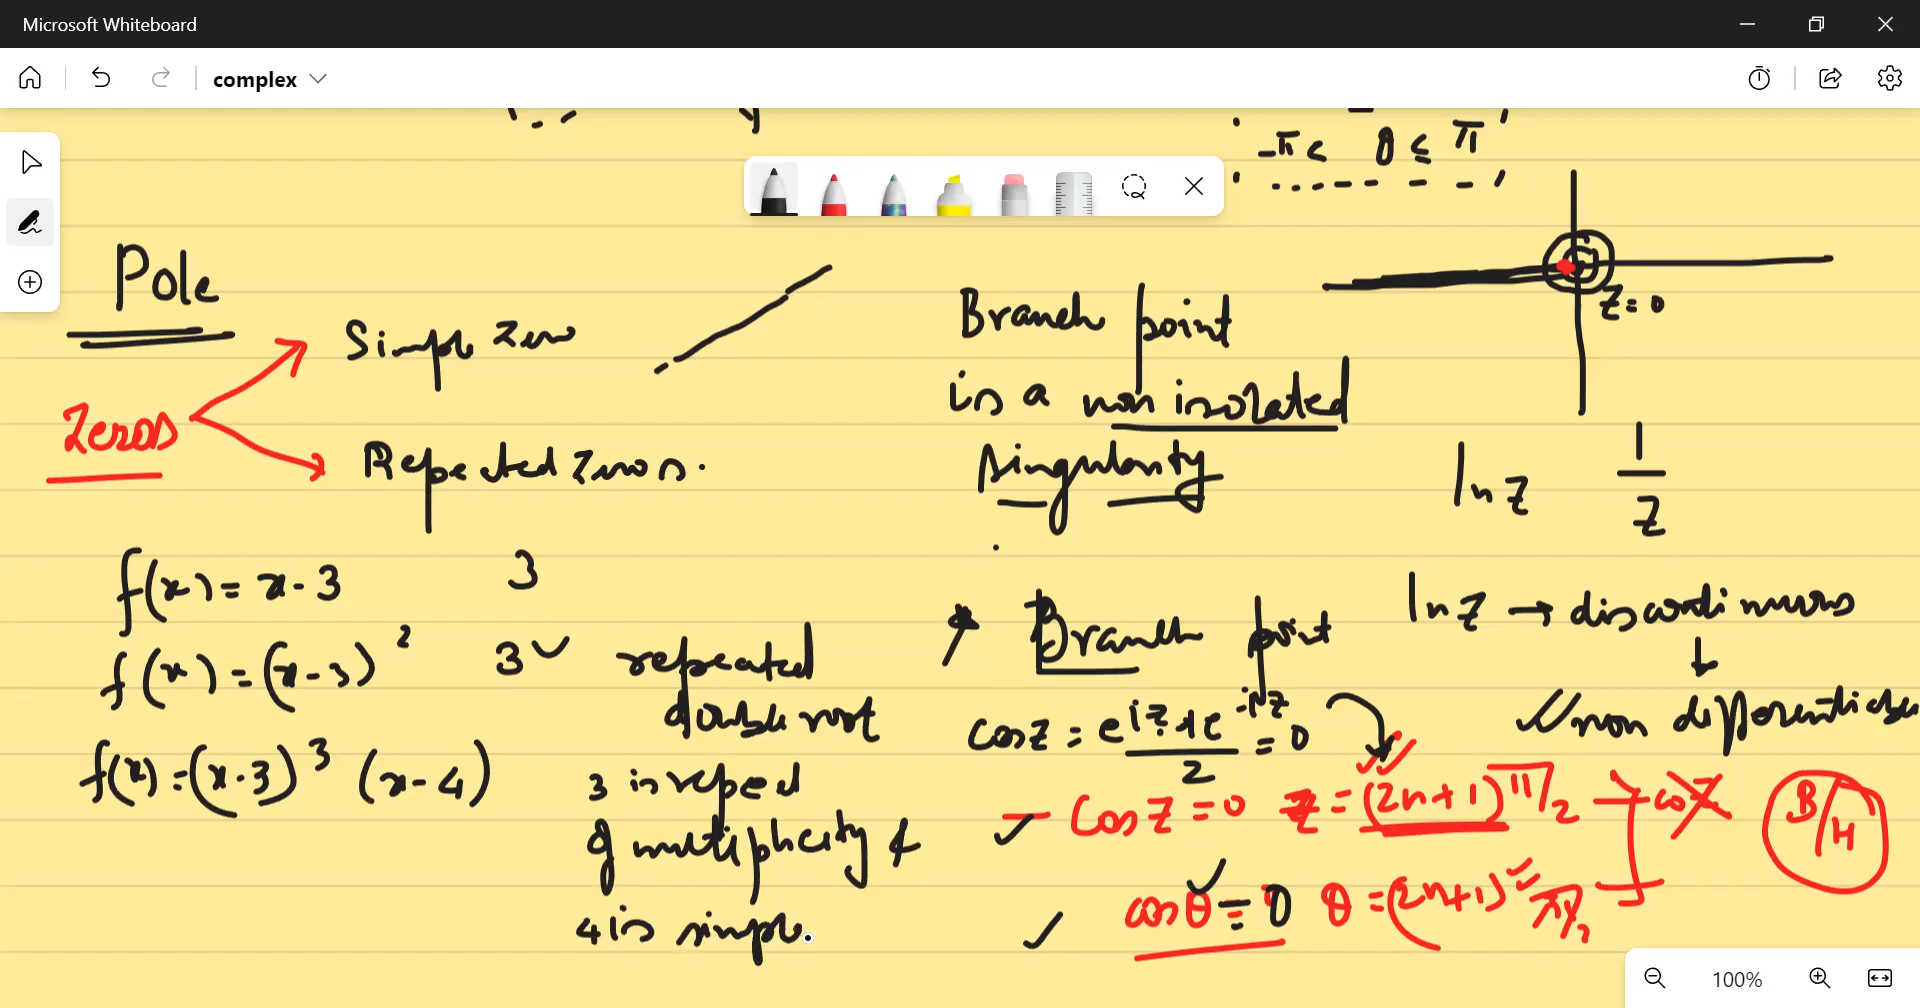 Microsoft Whiteboard
complex
-π < θ ≤ π
Pole
Simple Zero
Zeros
Repeated Zeros.
f(x) = x - 3    3
f(x) = (x - 3)²    3
repeated
double root
f(x) = (x - 3)³ (x - 4)
3 is reped
of multiplicity &
4 is simple
z = 0
Branch point
is a non isolated
singularity
ln z    1/z
Branch point
ln z → discontinuous
non differentiable
cos z = (e^{iz} + e^{-iz})/2 = 0
cos z = 0    z = (2n+1) π/2    cos z
B/H
cos θ = 0    θ = (2n+1) π/2
100%